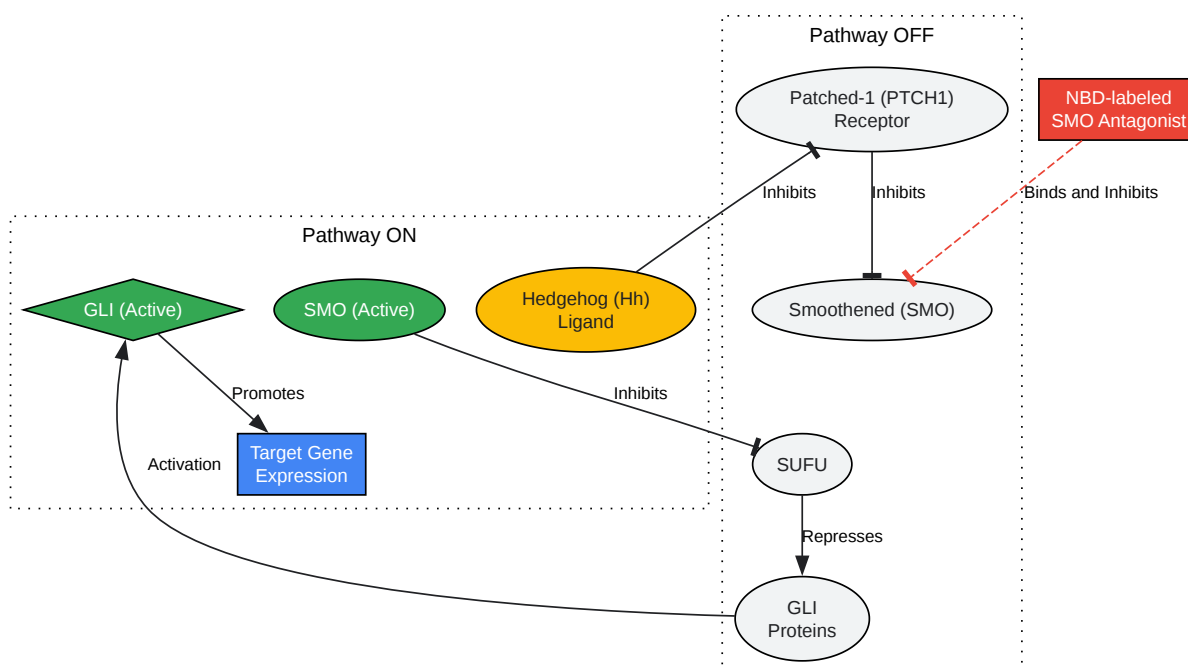 Pathway OFF
Patched-1 (PTCH1)
Receptor
NBD-labeled
SMO Antagonist
Inhibits
Inhibits
Binds and Inhibits
Pathway ON
GLI (Active)
SMO (Active)
Hedgehog (Hh)
Ligand
Smoothened (SMO)
Promotes
Inhibits
Target Gene
Expression
Activation
SUFU
Represses
GLI
Proteins